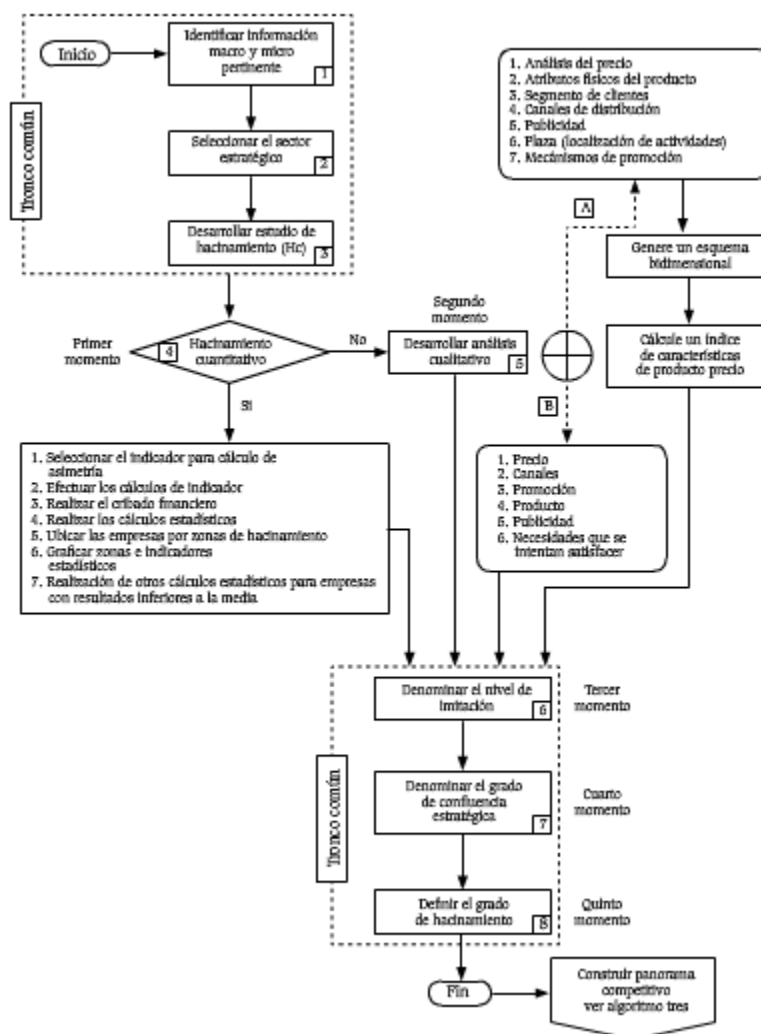 Inicio
Identificar información
macro y micro
pertinente
1
Seleccionar el sector
estratégico
2
Desarrollar estudio de
hacinamiento (Hc)
3
Tronco común
Primer
momento
4
Hacinamiento
cuantitativo
No
Si
Segundo
momento
Desarrollar análisis
cualitativo
5
1. Seleccionar el indicador para cálculo de
asimetría
2. Efectuar los cálculos de indicador
3. Realizar el cribado financiero
4. Realizar los cálculos estadísticos
5. Ubicar las empresas por zonas de hacinamiento
6. Graficar zonas e indicadores
estadísticos
7. Realización de otros cálculos estadísticos para empresas
con resultados inferiores a la media
A
B
1. Análisis del precio
2. Atributos físicos del producto
3. Segmento de clientes
4. Canales de distribución
5. Publicidad
6. Plaza (localización de actividades)
7. Mecánismos de promoción
Genere un esquema
bidimensional
Cálcule un índice
de características
de producto precio
1. Precio
2. Canales
3. Promoción
4. Producto
5. Publicidad
6. Necesidades que se
intentan satisfacer
Tronco común
Denominar el nivel de
imitación
6
Tercer
momento
Denominar el grado
de confluencia
estratégica
7
Cuarto
momento
Definir el grado
de hacinamiento
8
Quinto
momento
Fin
Construir panorama
competitivo
ver algoritmo tres